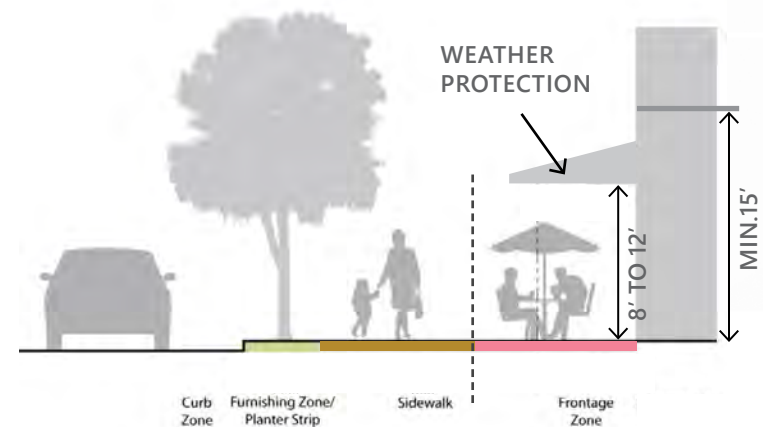 WEATHER
PROTECTION
8’ TO 12’
MIN.15’
Curb
Zone
Furnishing Zone/
Planter Strip
Sidewalk
Frontage
Zone